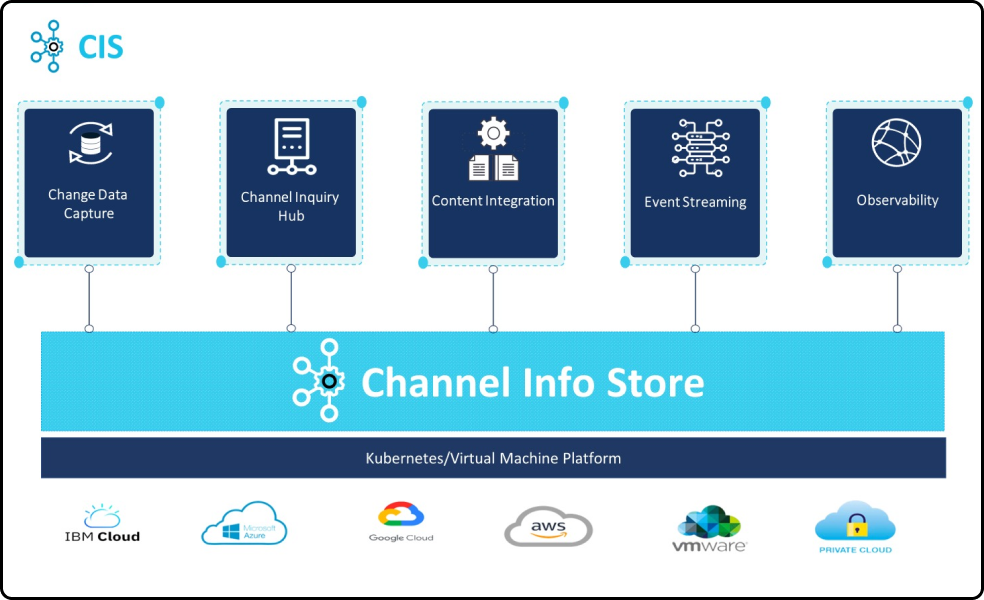 CIS
Change Data
Capture
Channel Inquiry
Hub
Content Integration
Event Streaming
Observability
Channel Info Store
Kubernetes/Virtual Machine Platform
IBM Cloud
Microsoft
Azure
Google Cloud
aws
vmware
PRIVATE CLOUD